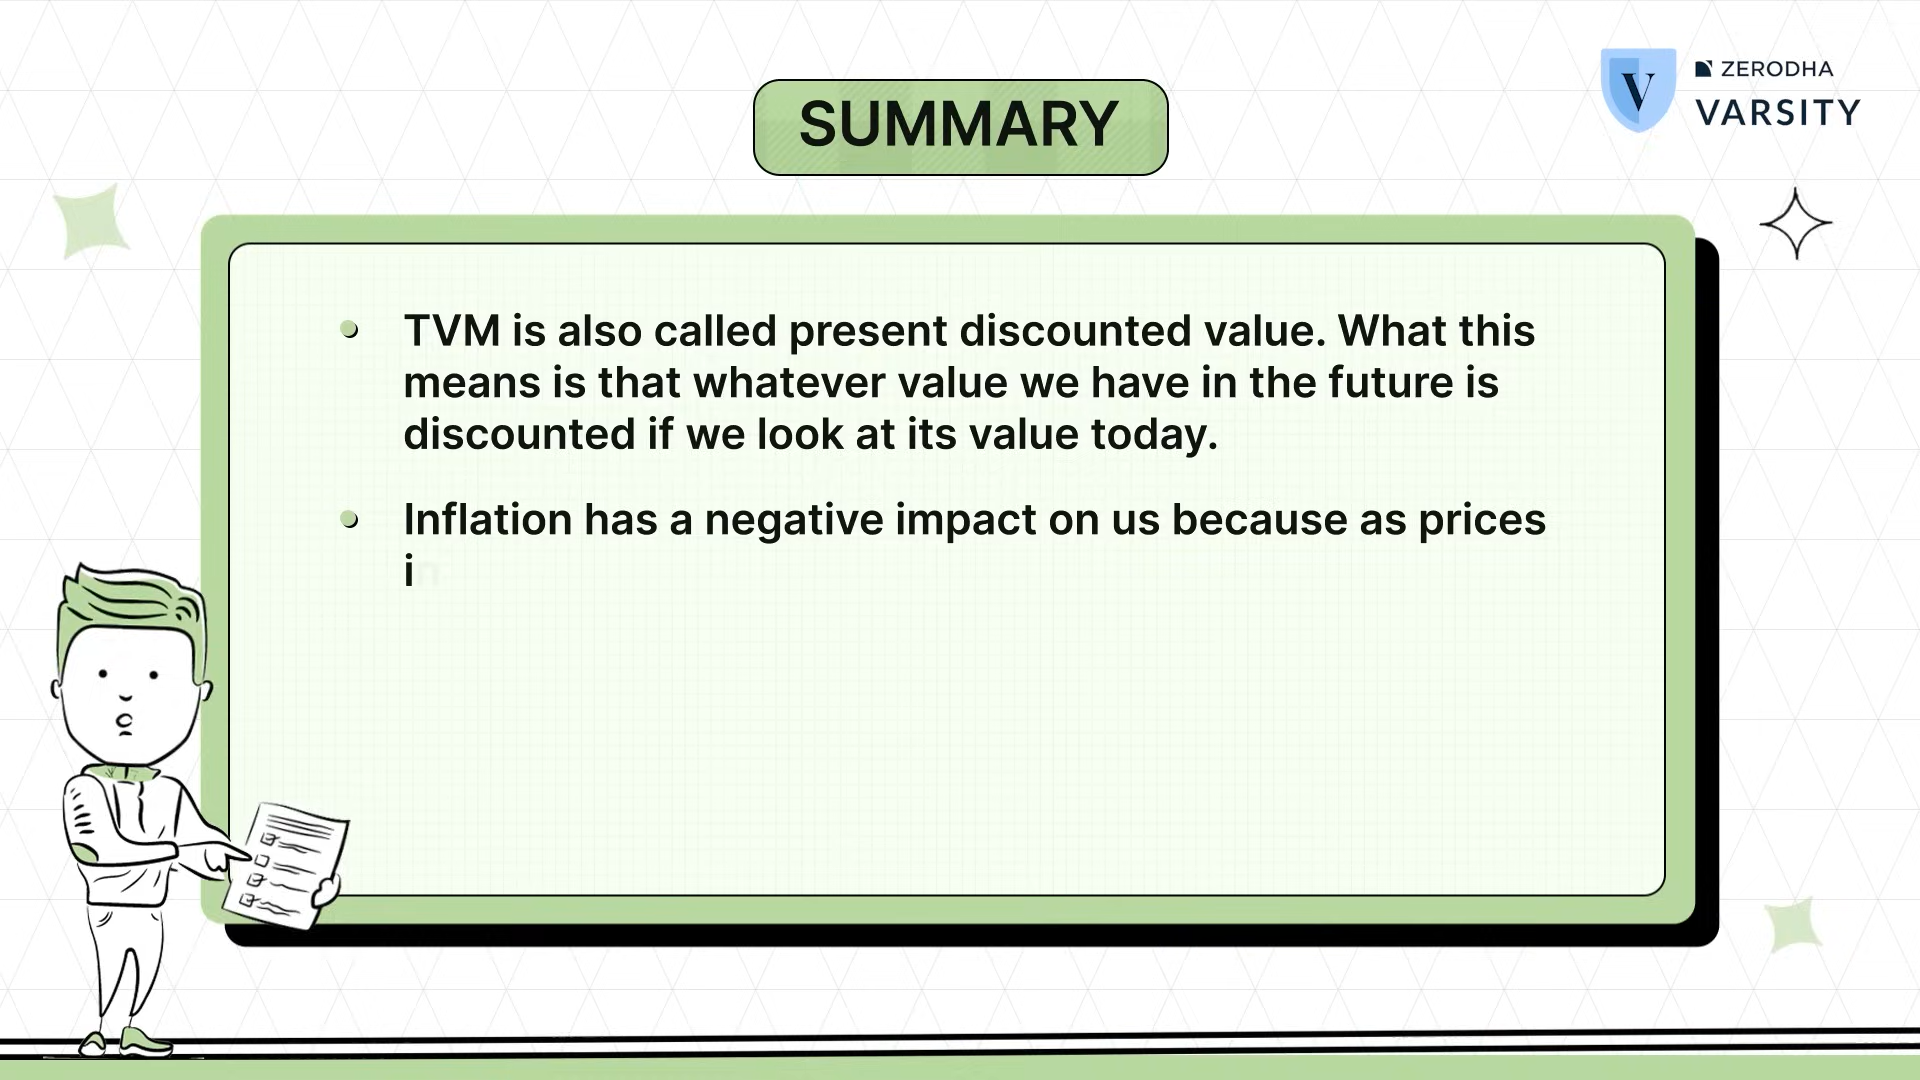 SUMMARY
V
ZERODHA
VARSITY
TVM is also called present discounted value. What this
means is that whatever value we have in the future is
discounted if we look at its value today.
Inflation has a negative impact on us because as prices
in